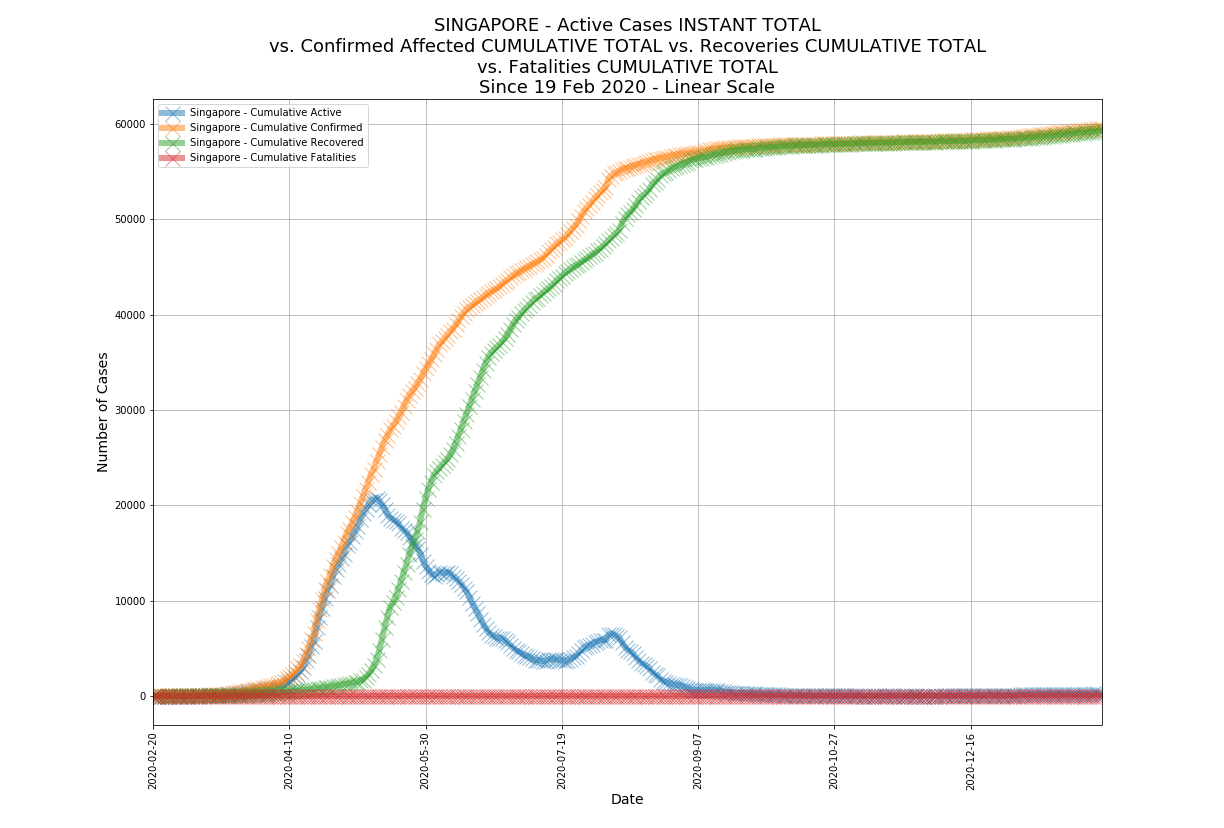 SINGAPORE - Active Cases INSTANT TOTAL
vs. Confirmed Affected CUMULATIVE TOTAL vs. Recoveries CUMULATIVE TOTAL
vs. Fatalities CUMULATIVE TOTAL
Since 19 Feb 2020 - Linear Scale
Singapore - Cumulative Active
Singapore - Cumulative Confirmed
Singapore - Cumulative Recovered
Singapore - Cumulative Fatalities
Number of Cases
60000
50000
40000
30000
20000
10000
0
2020-02-20
2020-04-10
2020-05-30
2020-07-19
2020-09-07
2020-10-27
2020-12-16
Date